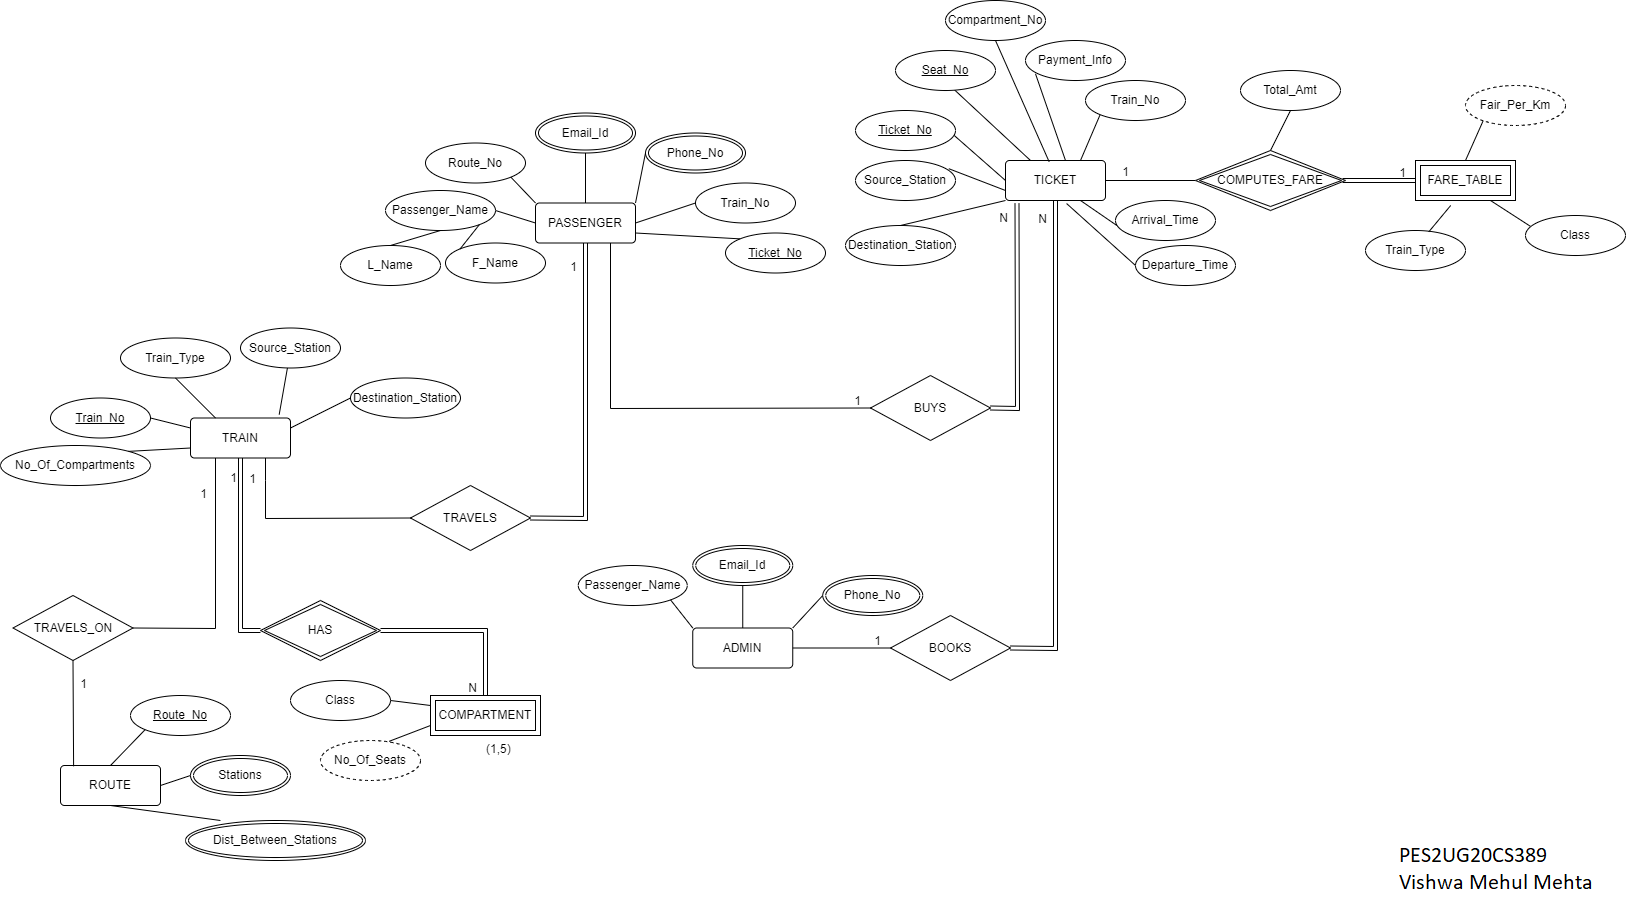 Compartment_No
Payment_Info
Seat_No
Train_No
Total_Amt
Fair_Per_Km
Ticket_No
Email_Id
Phone_No
Route_No
Source_Station
TICKET
1
COMPUTES_FARE
1
FARE_TABLE
Passenger_Name
PASSENGER
Train_No
N
N
Arrival_Time
Destination_Station
Class
Train_Type
L_Name
F_Name
Ticket_No
1
Departure_Time
Train_Type
Source_Station
Destination_Station
Train_No
TRAIN
No_Of_Compartments
1
BUYS
1
1
1
TRAVELS
Passenger_Name
Email_Id
Phone_No
TRAVELS_ON
HAS
ADMIN
1
BOOKS
1
N
Class
COMPARTMENT
(1,5)
No_Of_Seats
Route_No
ROUTE
Stations
Dist_Between_Stations
PES2UG20CS389
Vishwa Mehul Mehta